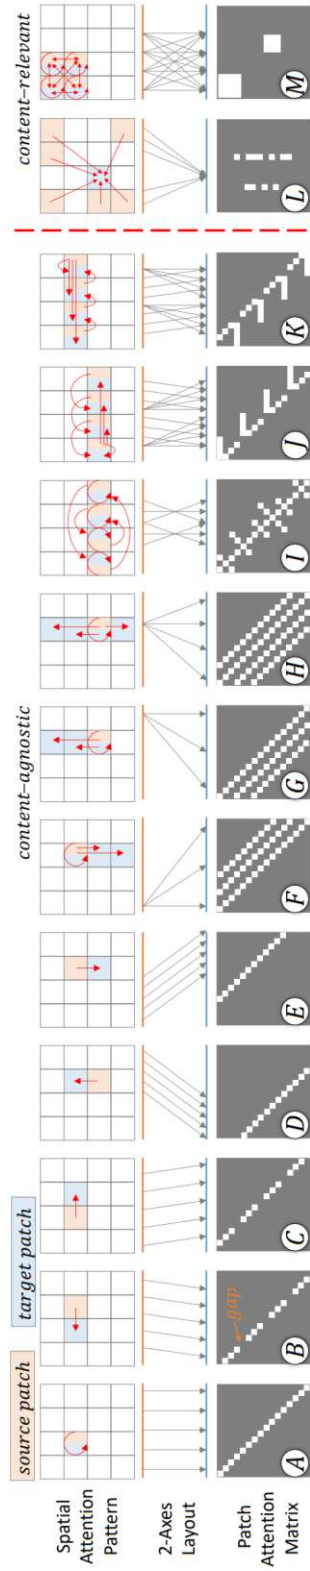 source patch
target patch
content-agnostic
content-relevant
Spatial
Attention
Pattern
2-Axes
Layout
Patch
Attention
Matrix
gap
A
B
C
D
E
F
G
H
I
J
K
L
M